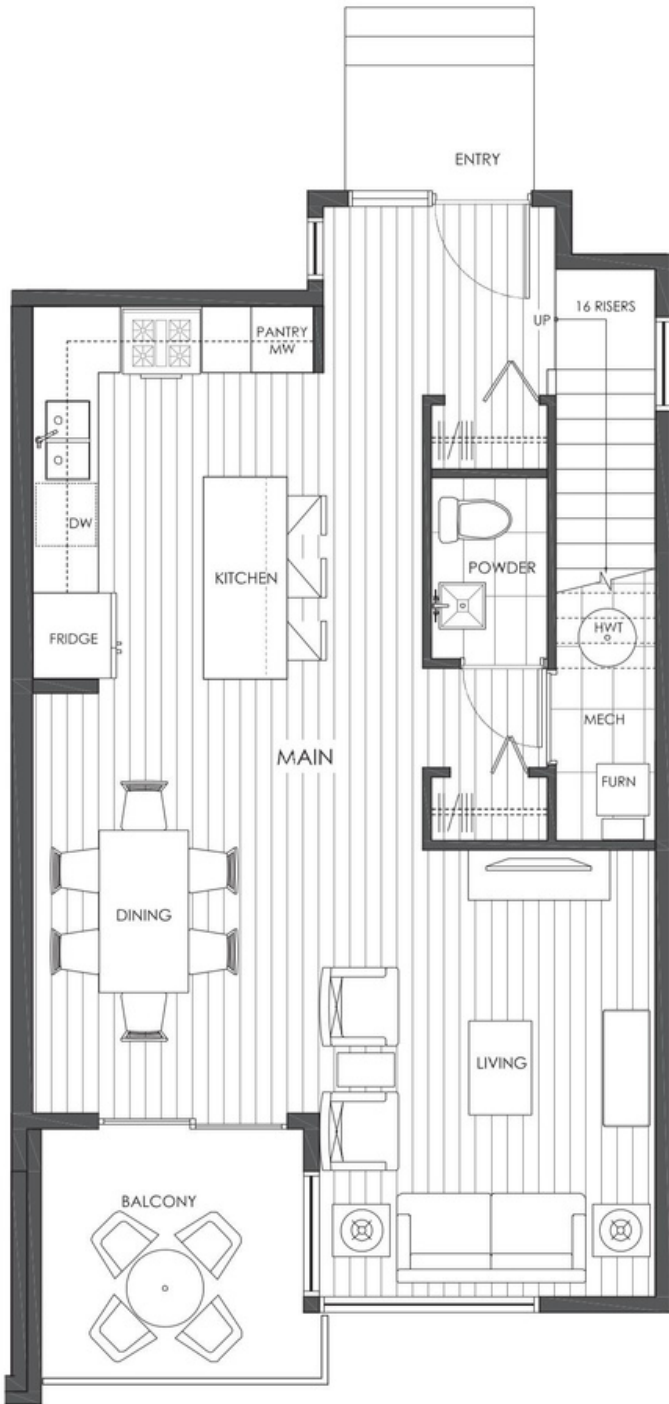 ENTRY
16 RISERS
UP
PANTRY
MW
DW
KITCHEN
POWDER
FRIDGE
HWT
MECH
MAIN
FURN
DINING
LIVING
BALCONY